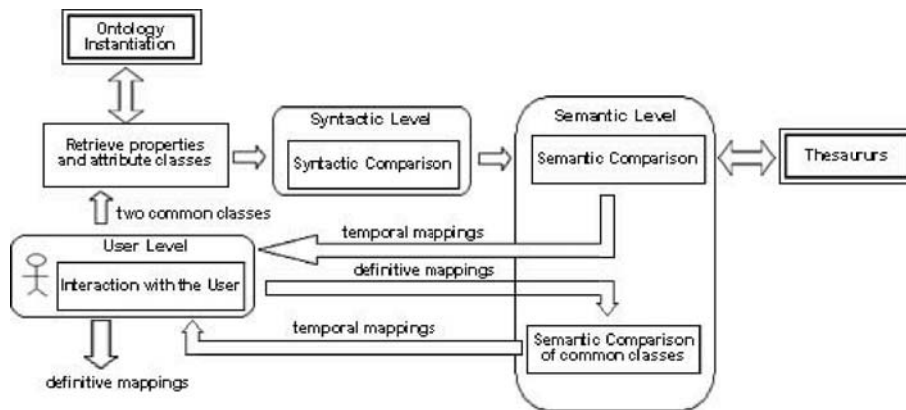 Ontology
Instantiation
Syntactic Level
Semantic Level
Retrieve properties
and attribute classes
Syntactic Comparison
Semantic Comparison
Thesaururs
two common classes
User Level
temporal mappings
definitive mappings
Interaction with the User
temporal mappings
Semantic Comparison
of common classes
definitive mappings